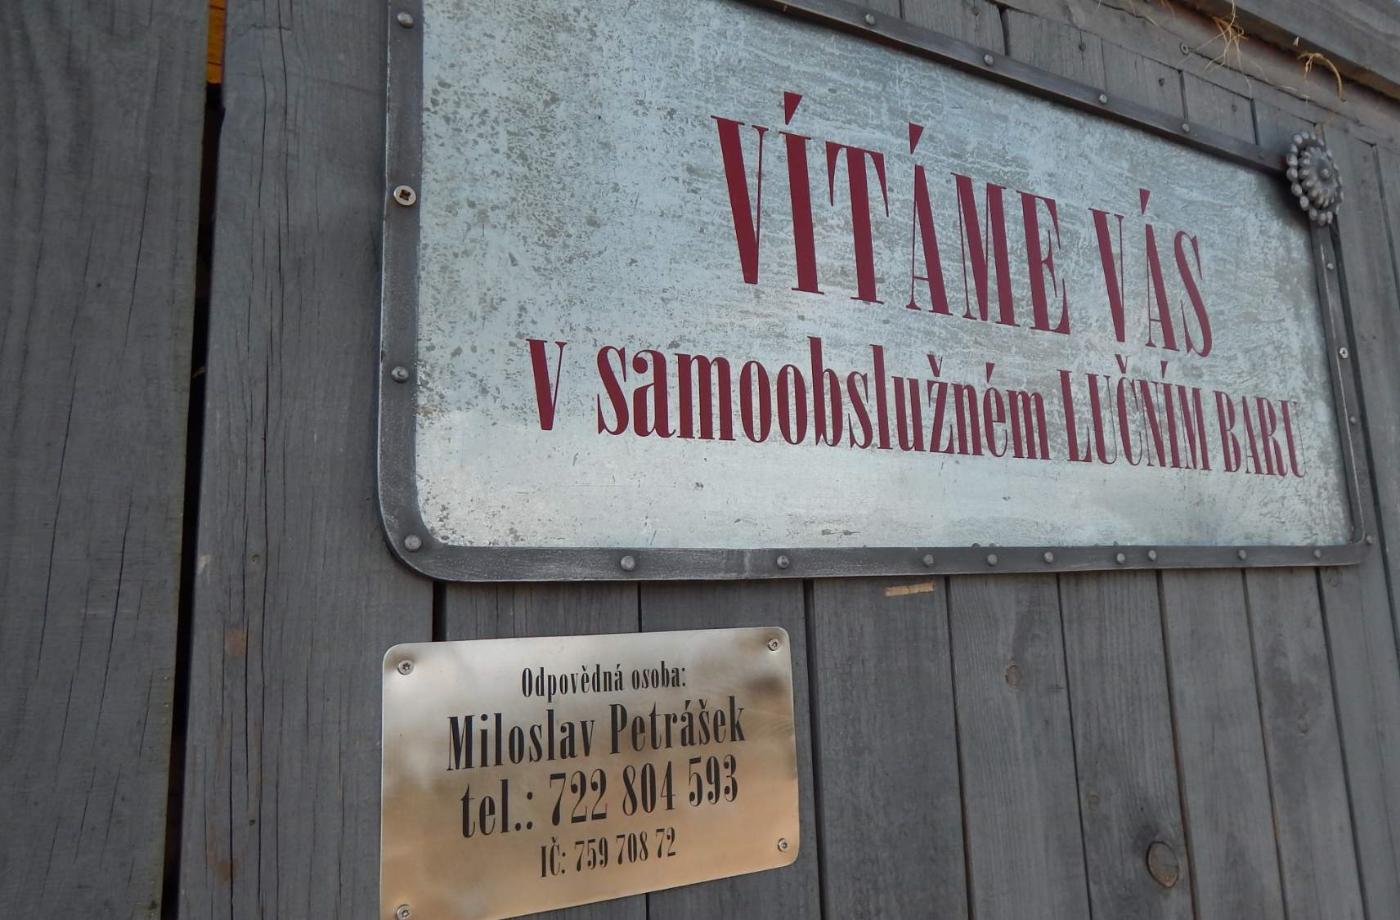 VÍTÁME VÁS
V samoobslužném LUČNÍM BARU
Odpovědná osoba:
Miloslav Petrášek
tel.: 722 804 593
IČ: 759 708 72